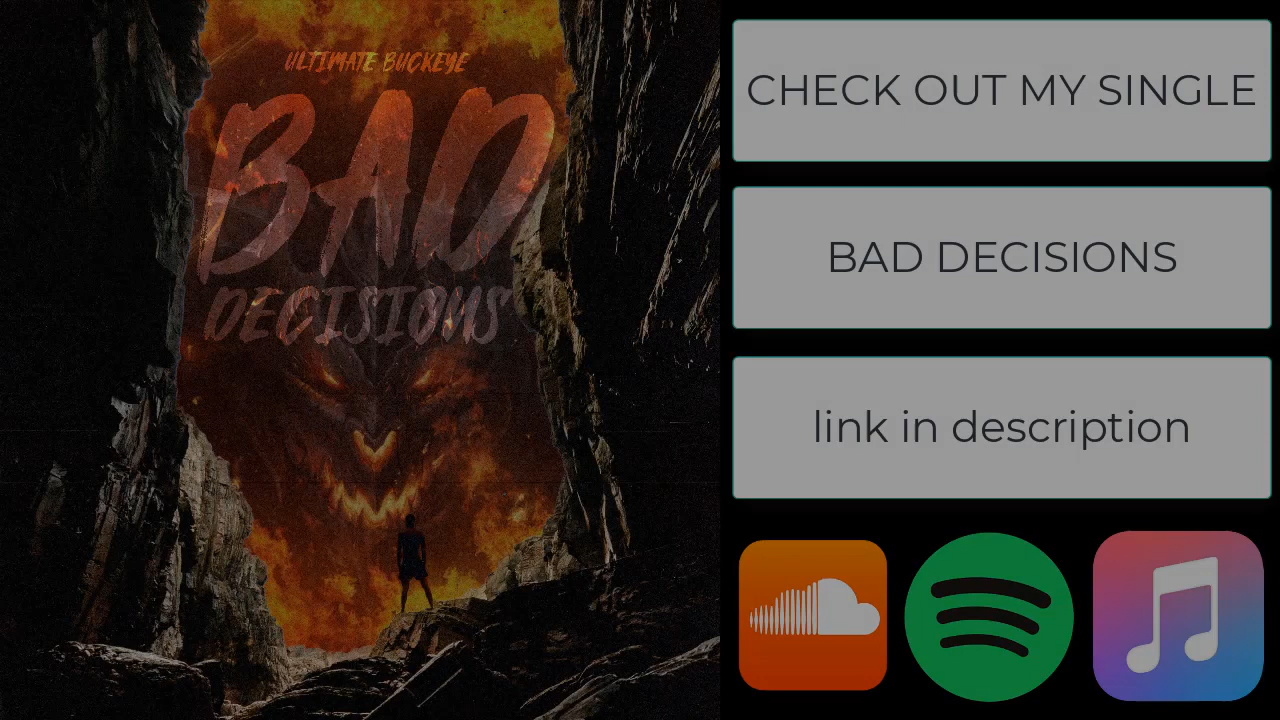 ULTIMATE BUCKEYE
BAD
DECISIONS
CHECK OUT MY SINGLE
BAD DECISIONS
link in description